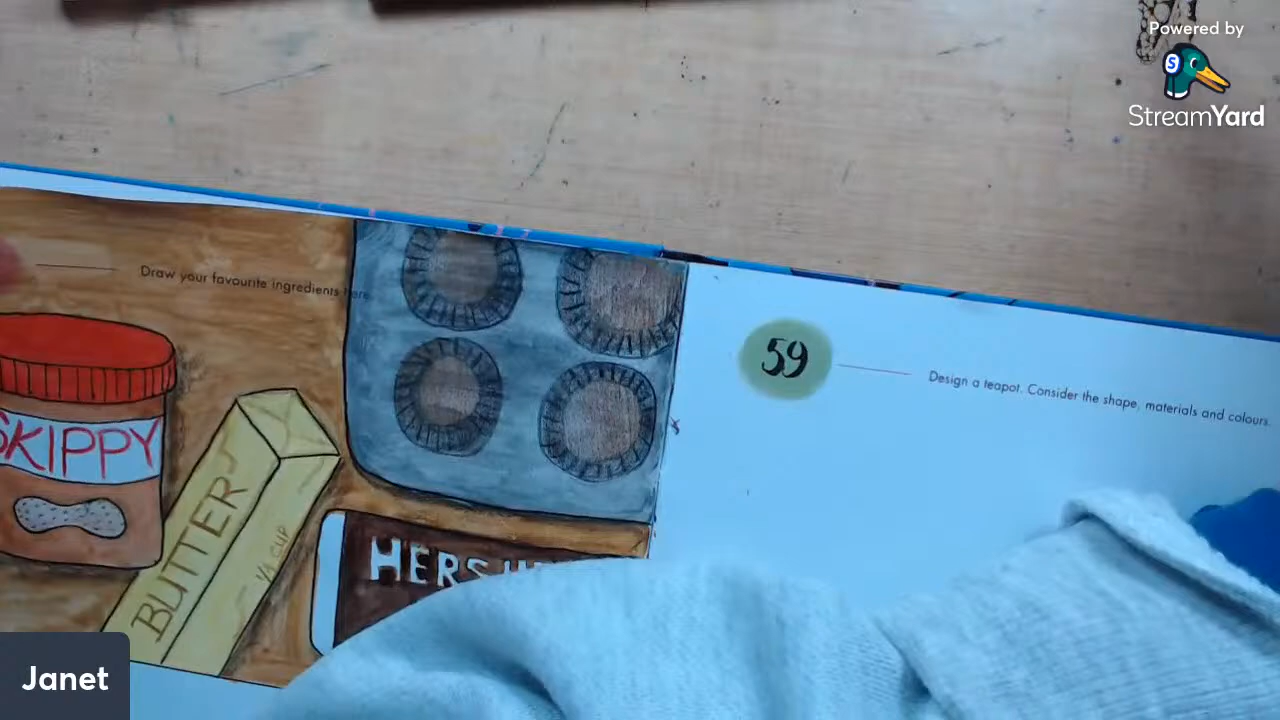 Powered by
StreamYard
Draw your favourite ingredients here.
SKIPPY
BUTTER
1/4 CUP
59
Design a teapot. Consider the shape, materials and colours.
Janet